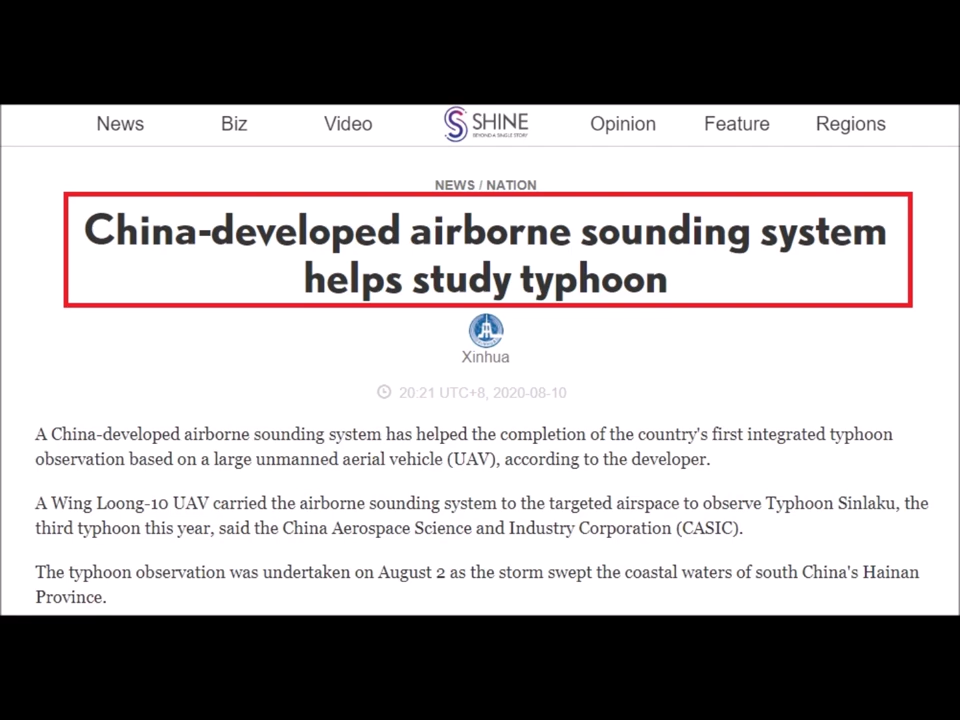 News Biz Video SHINE Opinion Feature Regions
BEYOND A SINGLE STORY
NEWS / NATION
China-developed airborne sounding system
helps study typhoon
Xinhua
20:21 UTC+8, 2020-08-10
A China-developed airborne sounding system has helped the completion of the country's first integrated typhoon
observation based on a large unmanned aerial vehicle (UAV), according to the developer.
A Wing Loong-10 UAV carried the airborne sounding system to the targeted airspace to observe Typhoon Sinlaku, the
third typhoon this year, said the China Aerospace Science and Industry Corporation (CASIC).
The typhoon observation was undertaken on August 2 as the storm swept the coastal waters of south China's Hainan
Province.